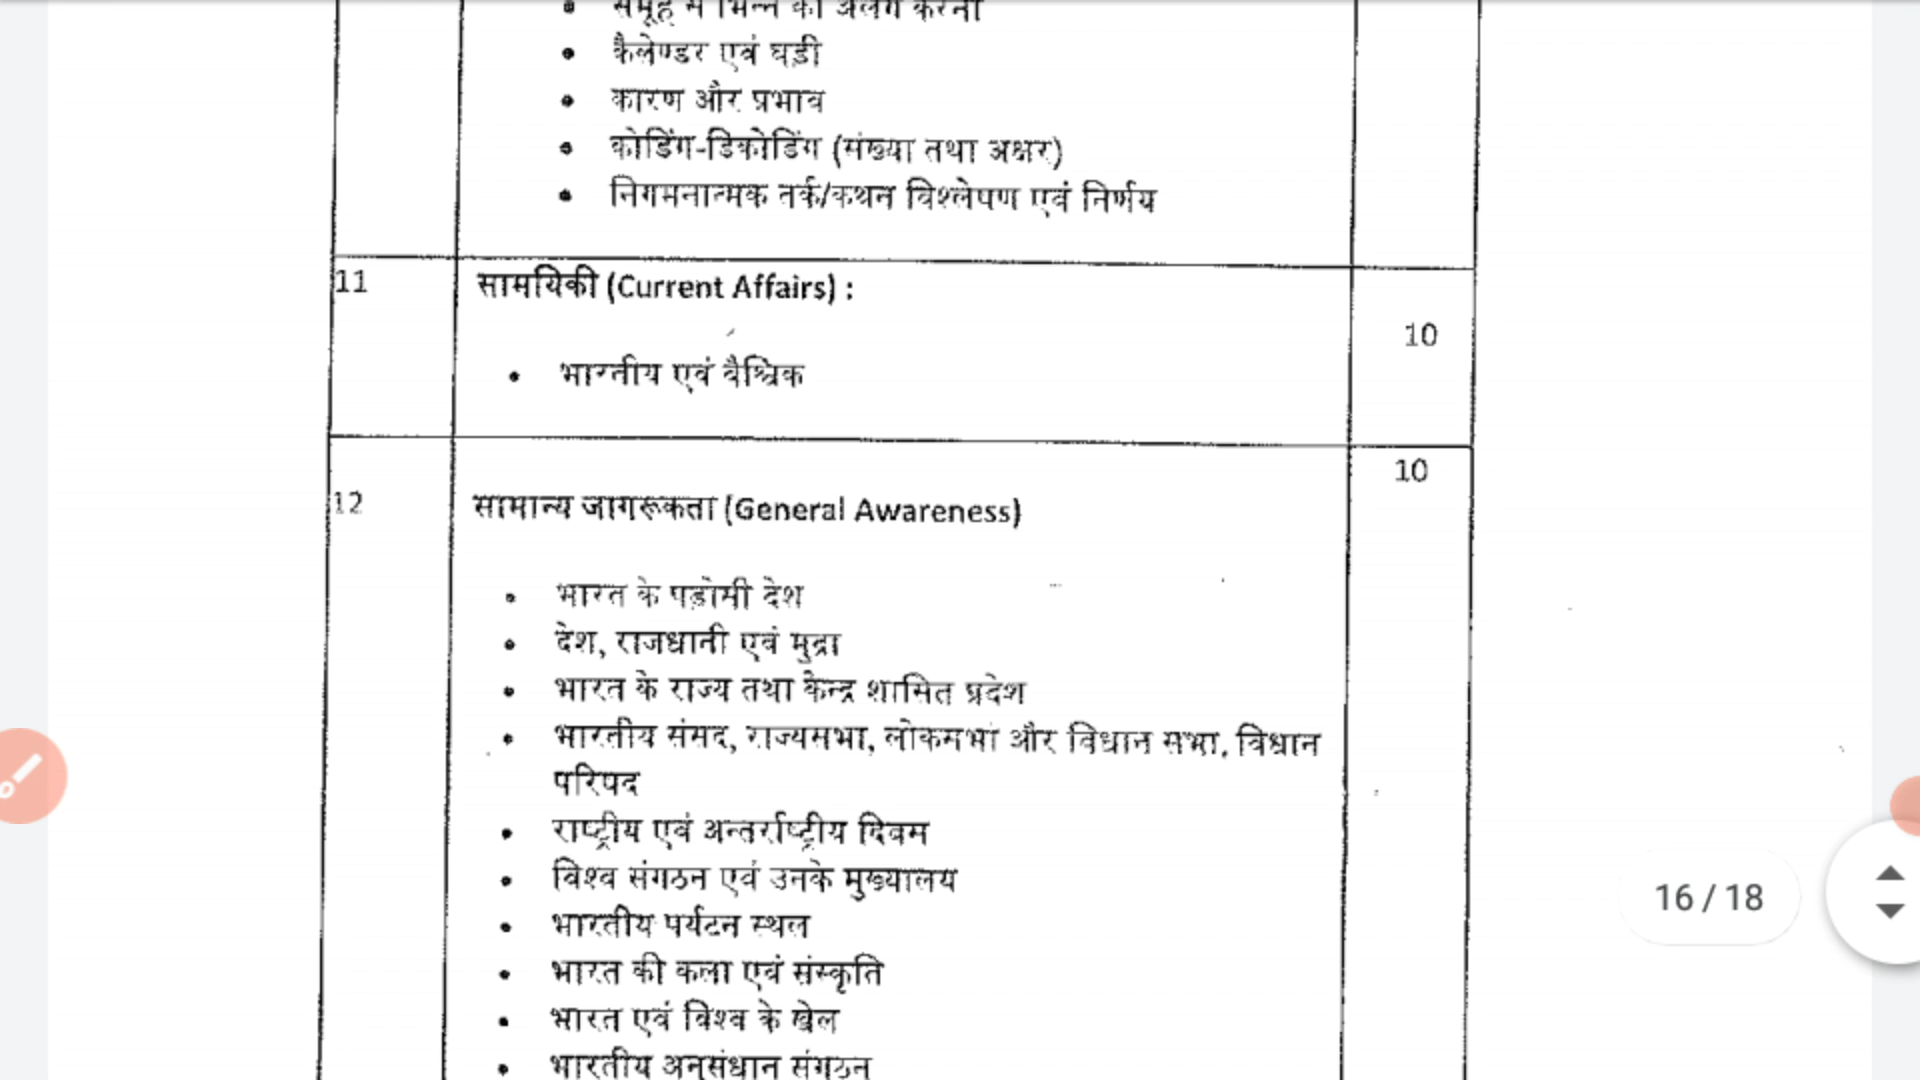 समूह से भिन्न को अलग करना
• कैलेण्डर एवं घड़ी
• कारण और प्रभाव
• कोडिंग-डिकोडिंग (संख्या तथा अक्षर)
• निगमनात्मक तर्क/कथन विश्लेषण एवं निर्णय
11 सामयिकी (Current Affairs) :
10
• भारतीय एवं वैश्विक
10
12 सामान्य जागरूकता (General Awareness)
• भारत के पड़ोसी देश
• देश, राजधानी एवं मुद्रा
• भारत के राज्य तथा केन्द्र शासित प्रदेश
• भारतीय संसद, राज्यसभा, लोकसभा और विधान सभा, विधान
परिषद
• राष्ट्रीय एवं अन्तर्राष्ट्रीय दिवस
• विश्व संगठन एवं उनके मुख्यालय
16 / 18
• भारतीय पर्यटन स्थल
• भारत की कला एवं संस्कृति
• भारत एवं विश्व के खेल
• भारतीय अनुसंधान संगठन